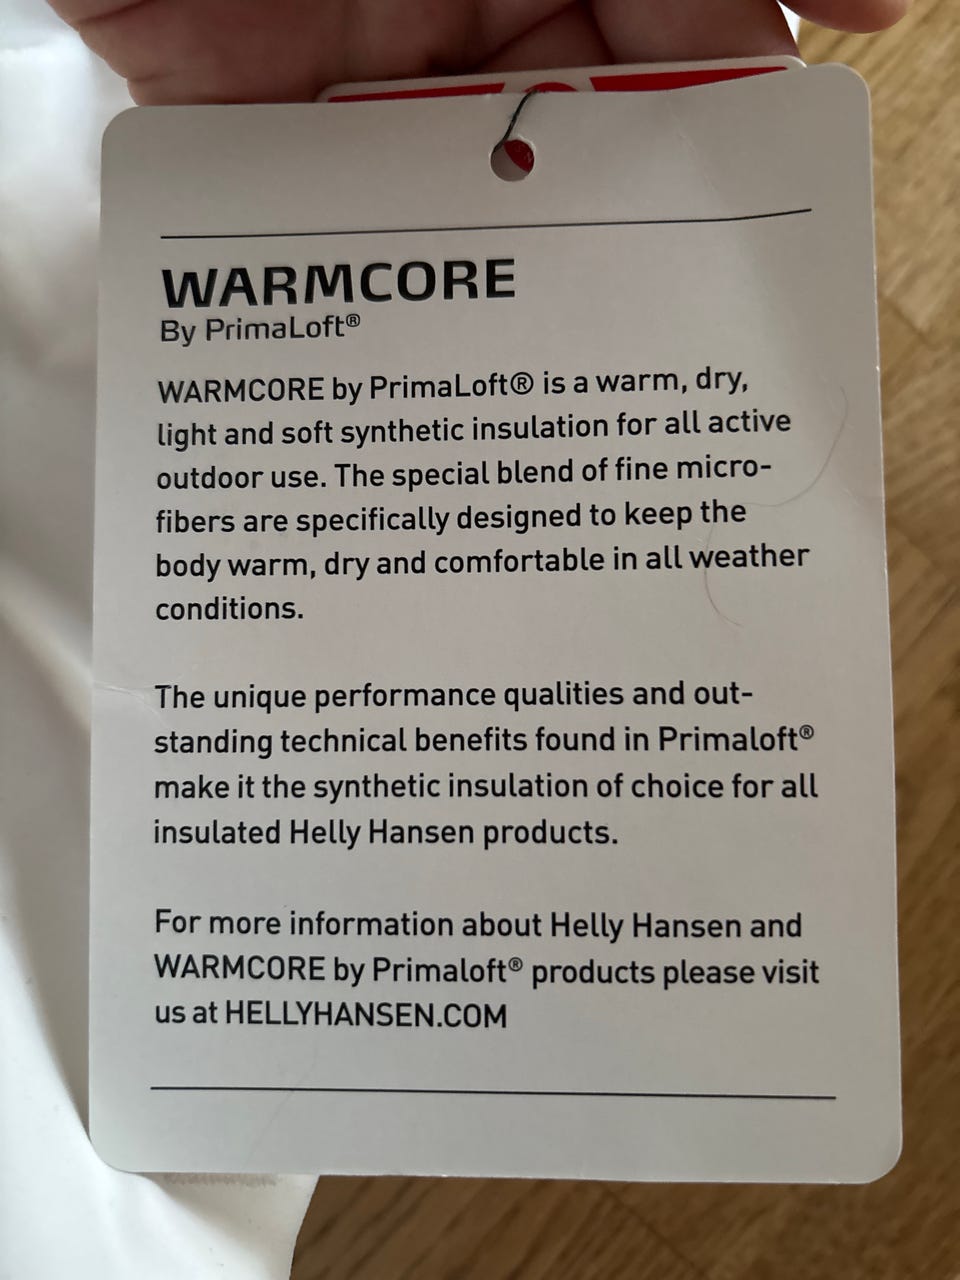 WARMCORE
By PrimaLoft®
WARMCORE by PrimaLoft® is a warm, dry,
light and soft synthetic insulation for all active
outdoor use. The special blend of fine micro-
fibers are specifically designed to keep the
body warm, dry and comfortable in all weather
conditions.
The unique performance qualities and out-
standing technical benefits found in Primaloft®
make it the synthetic insulation of choice for all
insulated Helly Hansen products.
For more information about Helly Hansen and
WARMCORE by Primaloft® products please visit
us at HELLYHANSEN.COM